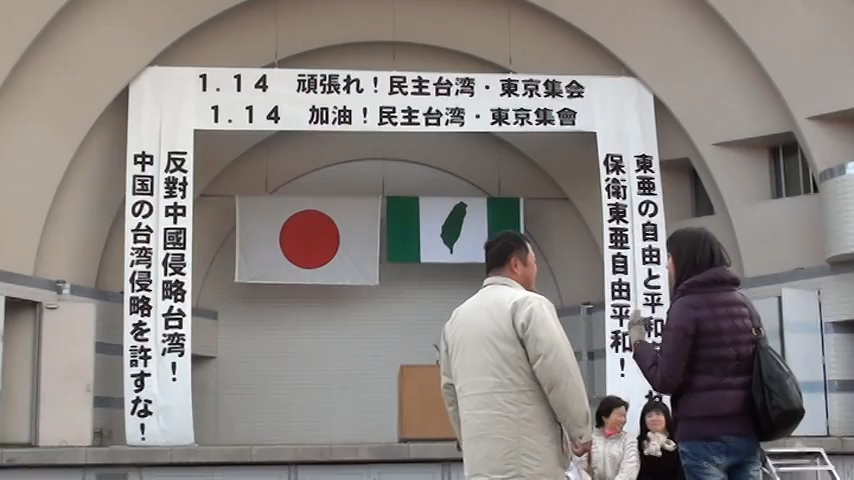 1.14 頑張れ！民主台湾・東京集会
1.14 加油！民主台湾・東京集會
反對中國侵略台湾！
中国の台湾侵略を許すな！
東亜の自由と平和
保衛東亜自由平和！